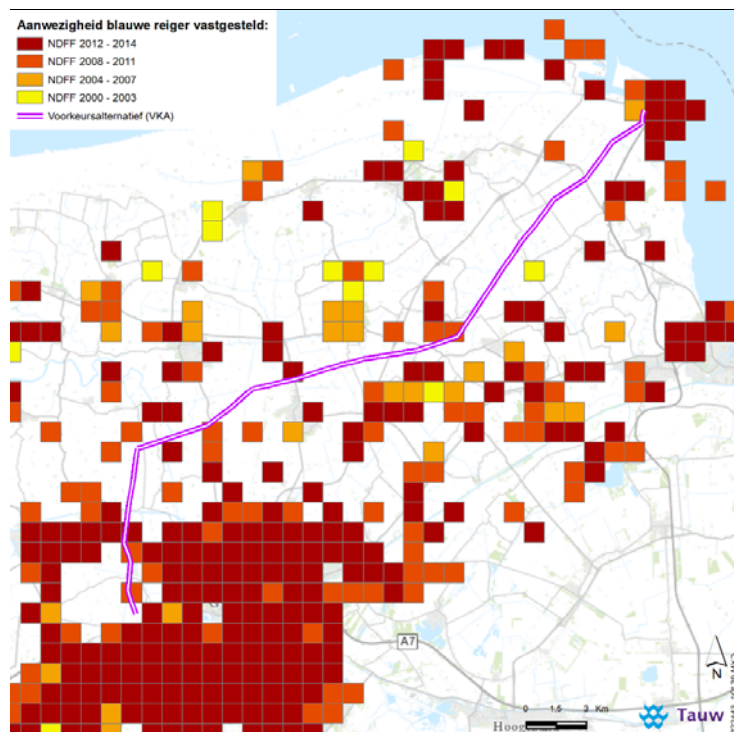 Aanwezigheid blauwe reiger vastgesteld:
NDFF 2012 - 2014
NDFF 2008 - 2011
NDFF 2004 - 2007
NDFF 2000 - 2003
Voorkeursalternatief (VKA)
A7
N
0 1,5 3 Km
Tauw